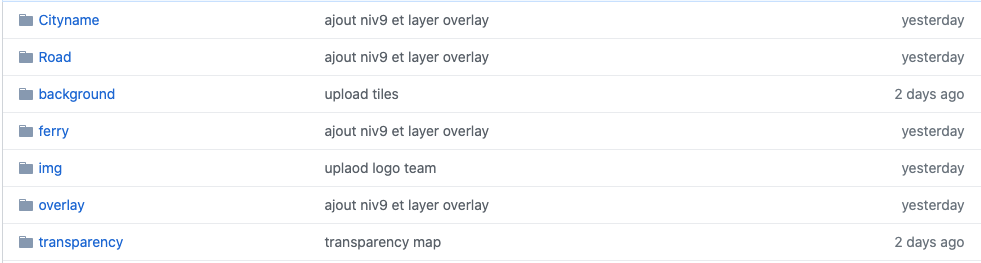 Cityname ajout niv9 et layer overlay yesterday
Road ajout niv9 et layer overlay yesterday
background upload tiles 2 days ago
ferry ajout niv9 et layer overlay yesterday
img uplaod logo team yesterday
overlay ajout niv9 et layer overlay yesterday
transparency transparency map 2 days ago